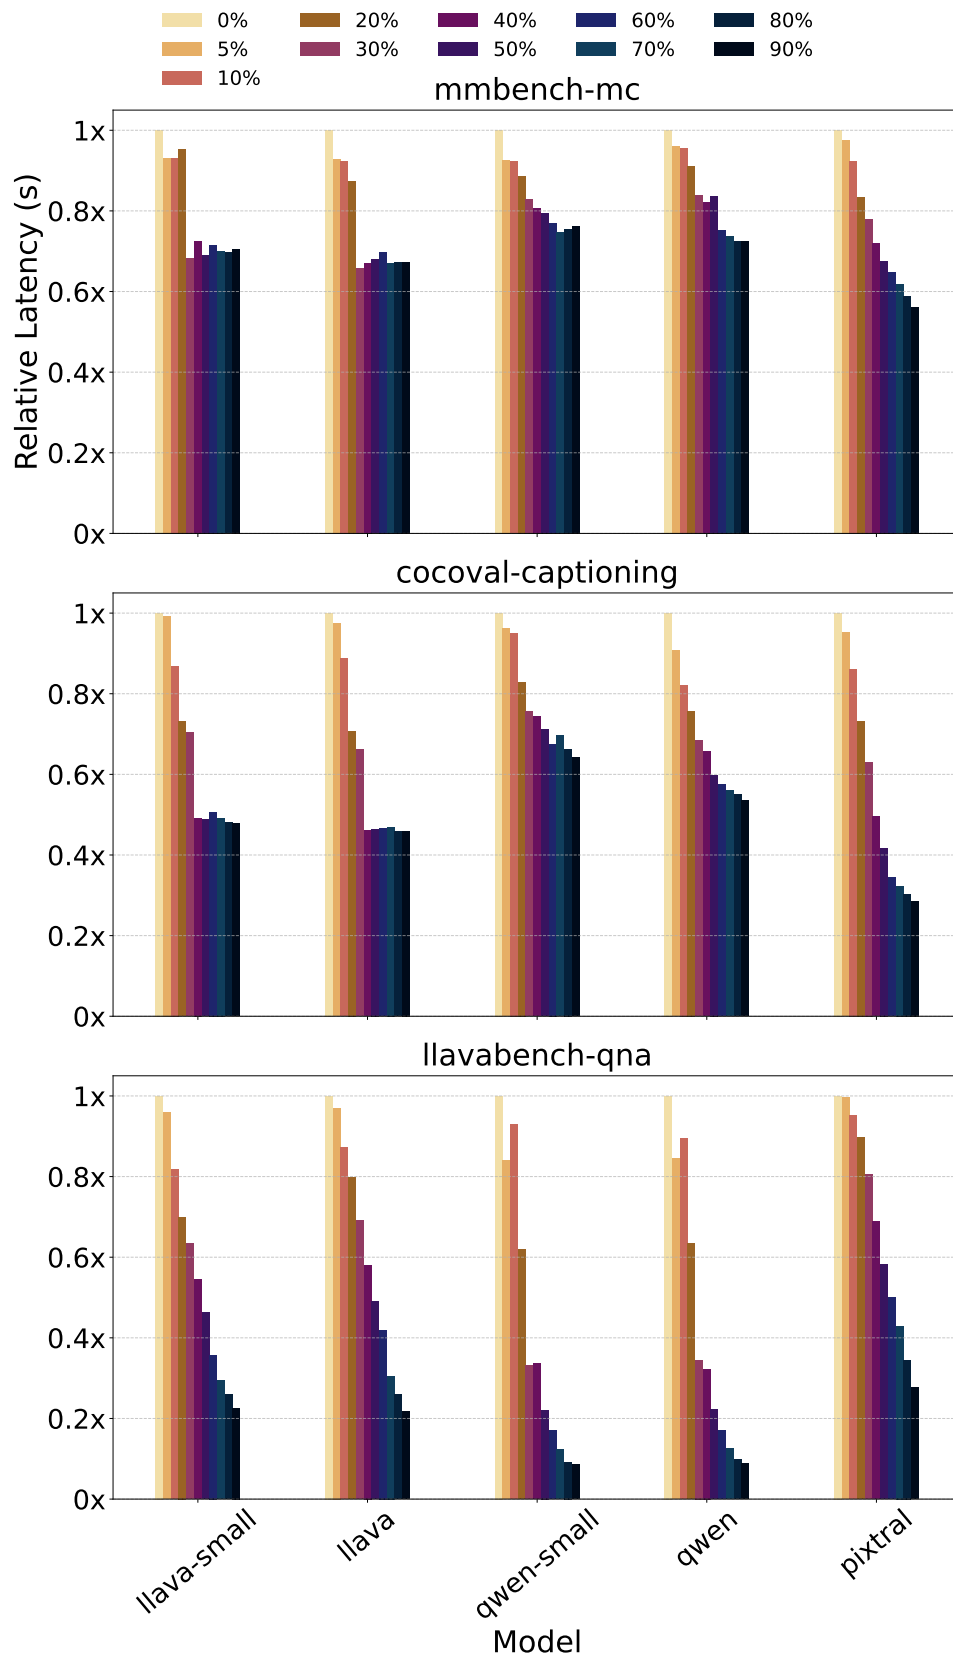 0% 20% 40% 60% 80%
5% 30% 50% 70% 90%
10%
mmbench-mc
1x
0.8x
0.6x
0.4x
0.2x
0x
Relative Latency (s)
cocoval-captioning
1x
0.8x
0.6x
0.4x
0.2x
0x
llavabench-qna
1x
0.8x
0.6x
0.4x
0.2x
0x
llava-small llava qwen-small qwen pixtral
Model